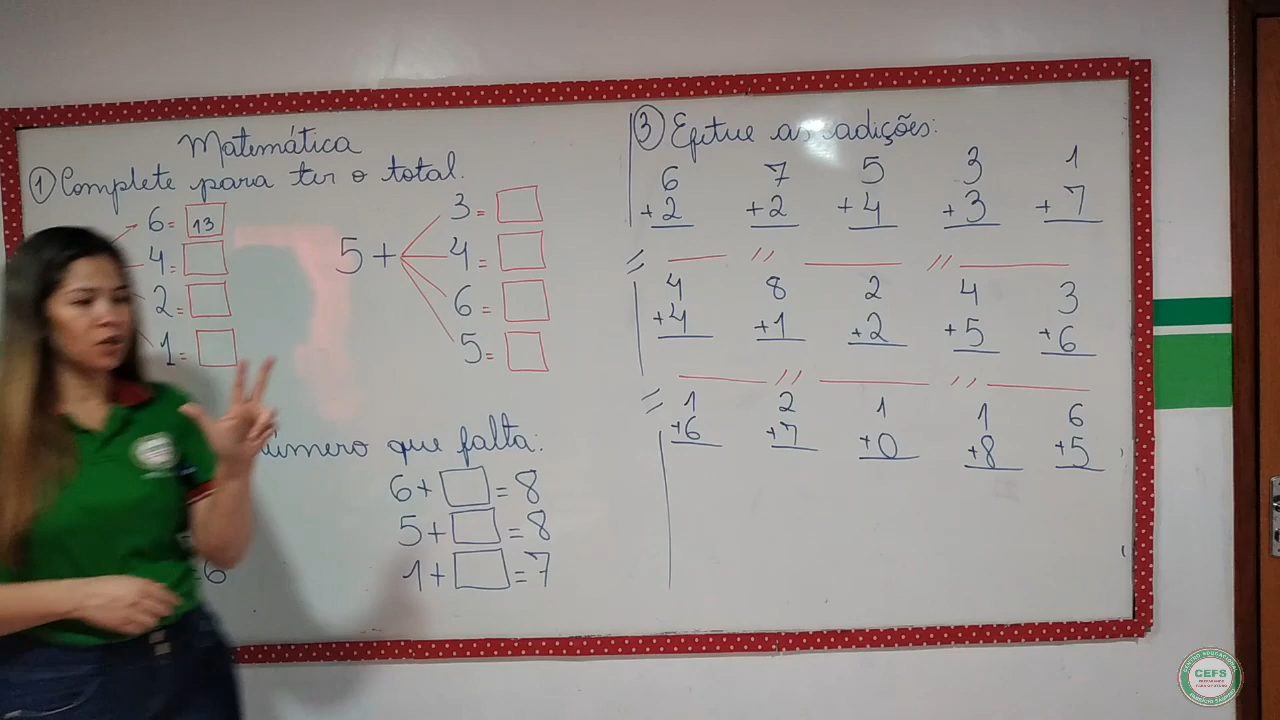 Matemática
① Complete para ter o total.
6= 13
4=
2=
1=
5+
3=
4=
6=
5=
número que falta:
6+ =8
5+ =8
1+ =7
=6
③ Efetue as adições:
6 7 5 3 1
+2 +2 +4 +3 +7
4 8 2 4 3
+4 +1 +2 +5 +6
1 2 1 1 6
+6 +7 +0 +8 +5
CENTRO EDUCACIONAL
CEFS